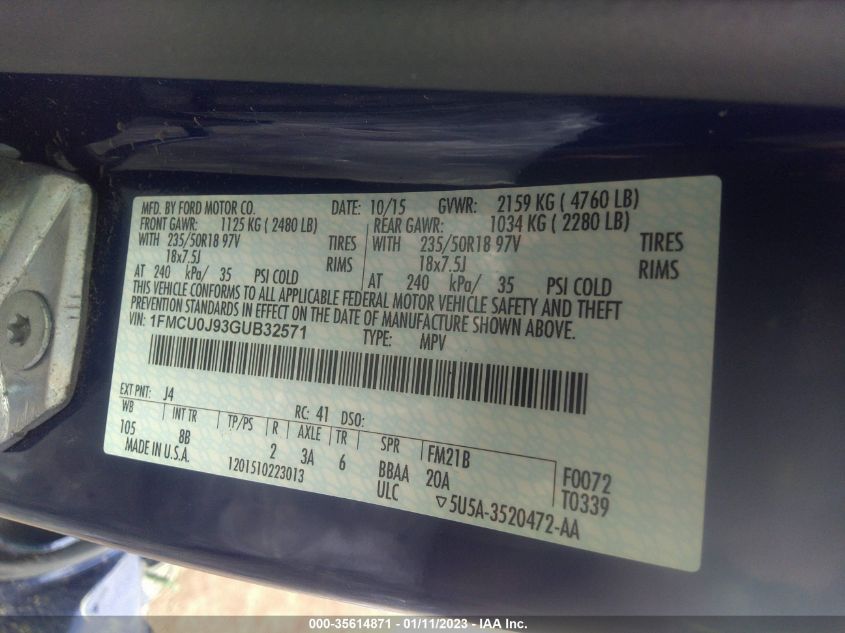 MFD. BY FORD MOTOR CO. DATE: 10/15 GVWR: 2159 KG ( 4760 LB)
FRONT GAWR: 1125 KG ( 2480 LB) REAR GAWR: 1034 KG ( 2280 LB)
WITH 235/50R18 97V TIRES WITH 235/50R18 97V TIRES
18x7.5J RIMS 18x7.5J RIMS
AT 240 kPa/ 35 PSI COLD AT 240 kPa/ 35 PSI COLD
THIS VEHICLE CONFORMS TO ALL APPLICABLE FEDERAL MOTOR VEHICLE SAFETY AND THEFT
PREVENTION STANDARDS IN EFFECT ON THE DATE OF MANUFACTURE SHOWN ABOVE.
VIN: 1FMCU0J93GUB32571 TYPE: MPV
EXT PNT: J4 RC: 41 DSO:
WB INT TR TP/PS R AXLE TR SPR FM21B
105 8B 2 3A 6 BBAA 20A F0072
MADE IN U.S.A. 1201510223013 ULC ▽5U5A-3520472-AA T0339
000-35614871 - 01/11/2023 - IAA Inc.